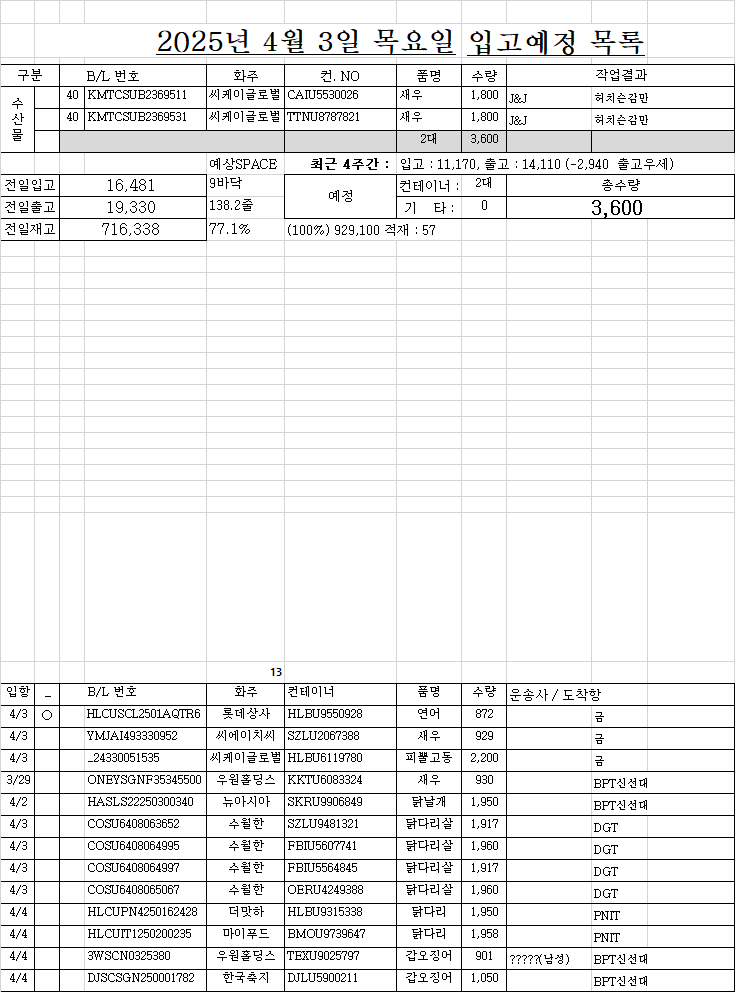 2025년 4월 3일 목요일 입고예정 목록
구분 B/L 번호 화주 컨. NO 품명 수량 작업결과
수산물
40 KMTCSUB2369511 씨케이글로벌 CAIU5530026 새우 1,800 J&J 허치슨감만
40 KMTCSUB2369531 씨케이글로벌 TTNU8787821 새우 1,800 J&J 허치슨감만
2대 3,600
예상SPACE 최근 4주간 : 입고 : 11,170, 출고 : 14,110 (-2,940 출고우세)
전일입고 16,481 9바닥 예정 컨테이너 : 2대 총수량
전일출고 19,330 138.2줄 기 타 : 0 3,600
전일재고 716,338 77.1% (100%) 929,100 적재 : 57
13
입항 _ B/L 번호 화주 컨테이너 품명 수량 운송사 / 도착항
4/3 ○ HLCUSCL2501AQTR6 롯데상사 HLBU9550928 연어 872 금
4/3 YMJAI493330952 씨에이치씨 SZLU2067388 새우 929 금
4/3 _24330051535 씨케이글로벌 HLBU6119780 피뿔고둥 2,200 금
3/29 ONEYSGNF35345500 우원홀딩스 KKTU6083324 새우 930 BPT신선대
4/2 HASLS22250300340 뉴아시아 SKRU9906849 닭날개 1,950 BPT신선대
4/3 COSU6408063652 수월한 SZLU9481321 닭다리살 1,917 DGT
4/3 COSU6408064995 수월한 FBIU5607741 닭다리살 1,960 DGT
4/3 COSU6408064997 수월한 FBIU5564845 닭다리살 1,917 DGT
4/3 COSU6408065067 수월한 OERU4249388 닭다리살 1,960 DGT
4/4 HLCUPN4250162428 더맛하 HLBU9315338 닭다리 1,950 PNIT
4/4 HLCUIT1250200235 마이푸드 BMOU9739647 닭다리 1,958 PNIT
4/4 3WSCN0325380 우원홀딩스 TEXU9025797 갑오징어 901 ?????(남성) BPT신선대
4/4 DJSCSGN250001782 한국축지 DJLU5900211 갑오징어 1,050 BPT신선대